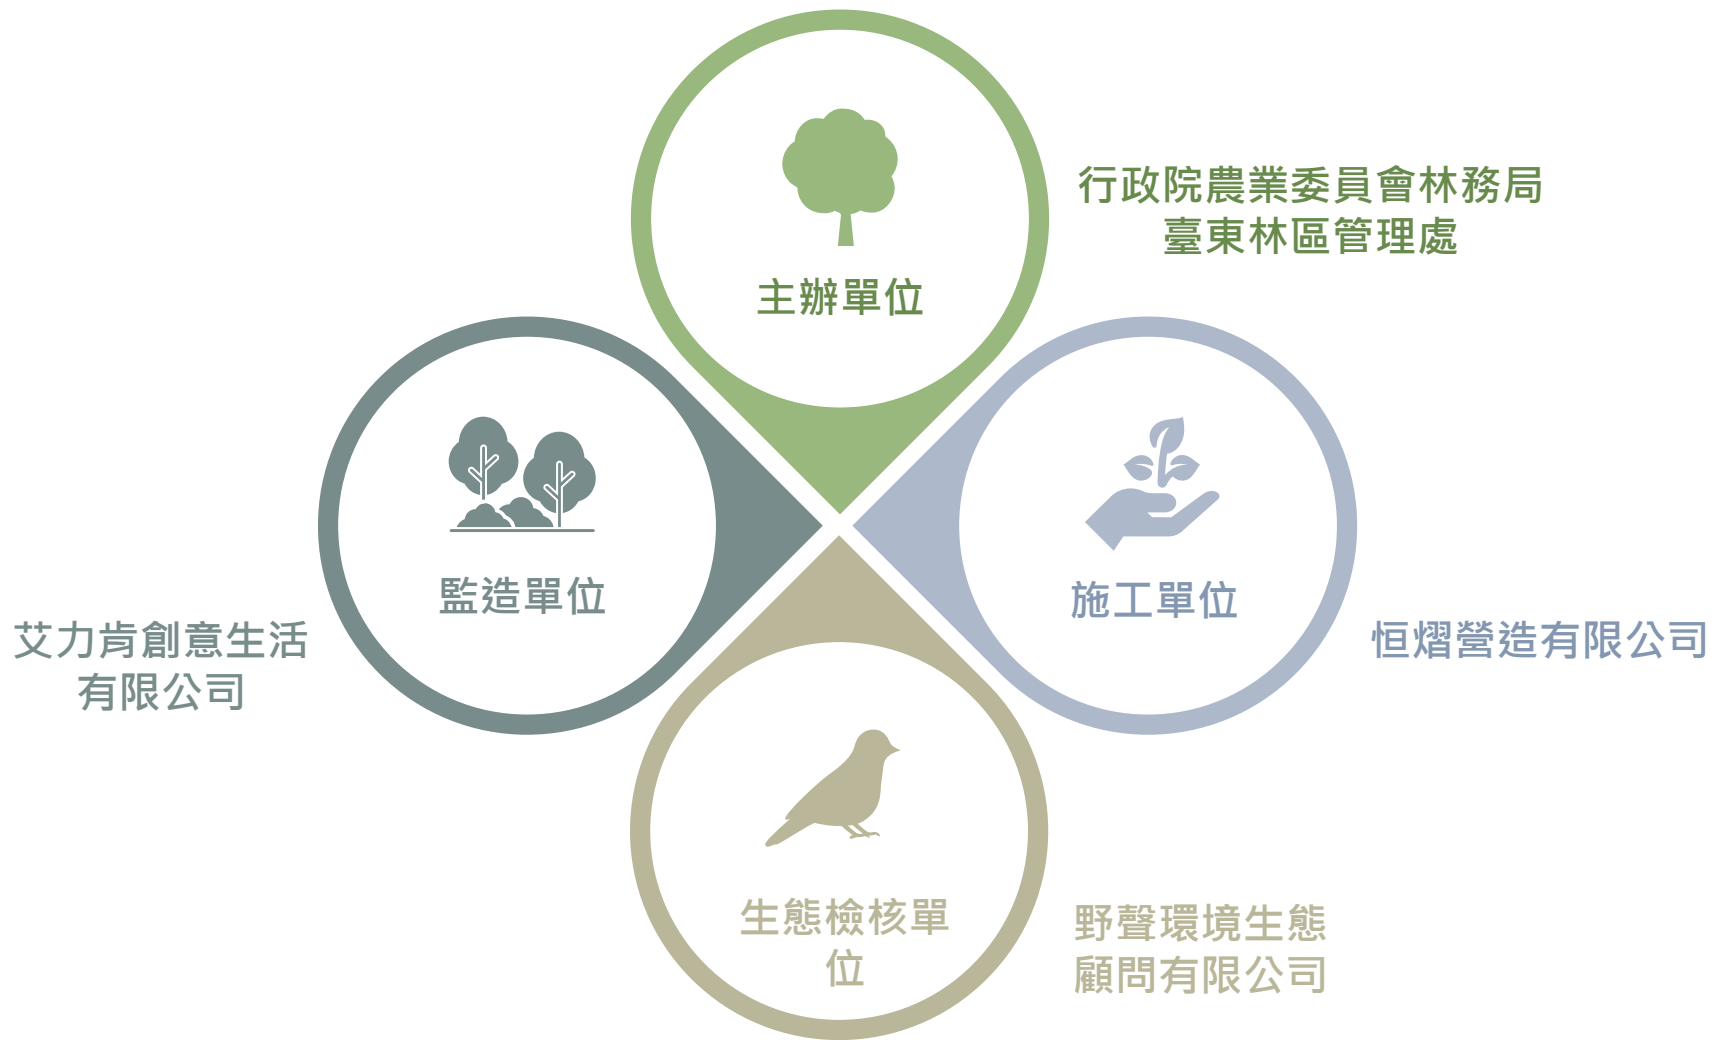 行政院農業委員會林務局
臺東林區管理處
主辦單位
監造單位
施工單位
艾力肯創意生活
有限公司
恒熠營造有限公司
生態檢核單
位
野聲環境生態
顧問有限公司